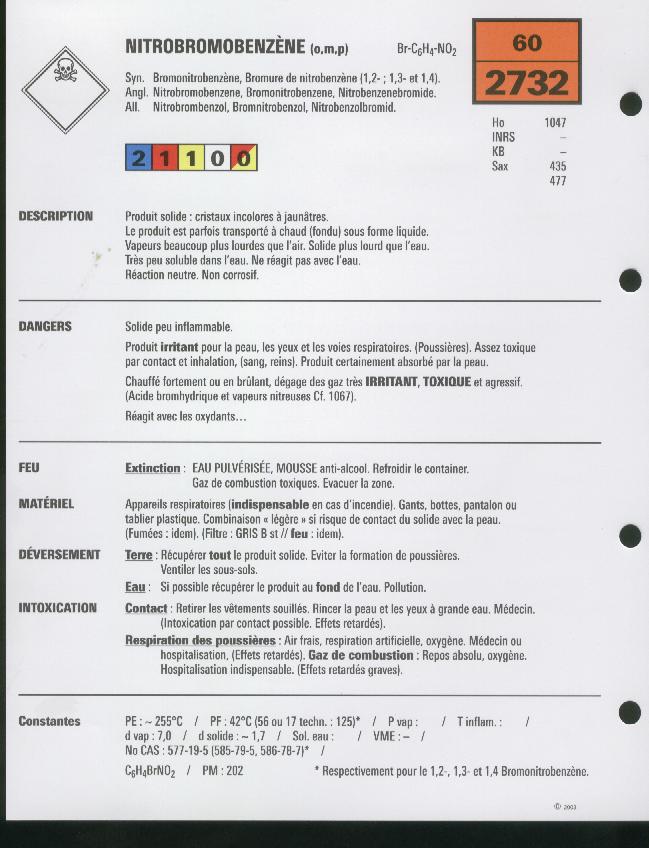 NITROBROMOBENZÈNE (o,m,p) Br-C₆H₄-NO₂
60
2732
Syn. Bromonitrobenzène, Bromure de nitrobenzène (1,2- ; 1,3- et 1,4).
Angl. Nitrobromobenzene, Bromonitrobenzene, Nitrobenzenebromide.
All. Nitrobrombenzol, Bromnitrobenzol, Nitrobenzolbromid.
Ho 1047
INRS –
KB –
Sax 435
477
2 1 1 0 0
DESCRIPTION Produit solide : cristaux incolores à jaunâtres.
Le produit est parfois transporté à chaud (fondu) sous forme liquide.
Vapeurs beaucoup plus lourdes que l'air. Solide plus lourd que l'eau.
Très peu soluble dans l'eau. Ne réagit pas avec l'eau.
Réaction neutre. Non corrosif.
DANGERS Solide peu inflammable.
Produit irritant pour la peau, les yeux et les voies respiratoires. (Poussières). Assez toxique
par contact et inhalation, (sang, reins). Produit certainement absorbé par la peau.
Chauffé fortement ou en brûlant, dégage des gaz très IRRITANT, TOXIQUE et agressif.
(Acide bromhydrique et vapeurs nitreuses Cf. 1067).
Réagit avec les oxydants...
FEU Extinction : EAU PULVÉRISÉE, MOUSSE anti-alcool. Refroidir le container.
Gaz de combustion toxiques. Evacuer la zone.
MATÉRIEL Appareils respiratoires (indispensable en cas d'incendie). Gants, bottes, pantalon ou
tablier plastique. Combinaison « légère » si risque de contact du solide avec la peau.
(Fumées : idem). (Filtre : GRIS B st // feu : idem).
DÉVERSEMENT Terre : Récupérer tout le produit solide. Eviter la formation de poussières.
Ventiler les sous-sols.
Eau : Si possible récupérer le produit au fond de l'eau. Pollution.
INTOXICATION Contact : Retirer les vêtements souillés. Rincer la peau et les yeux à grande eau. Médecin.
(Intoxication par contact possible. Effets retardés).
Respiration des poussières : Air frais, respiration artificielle, oxygène. Médecin ou
hospitalisation, (Effets retardés). Gaz de combustion : Repos absolu, oxygène.
Hospitalisation indispensable. (Effets retardés graves).
Constantes PE : ~ 255°C / PF : 42°C (56 ou 17 techn. : 125)* / P vap : / T inflam. : /
d vap : 7,0 / d solide : ~ 1,7 / Sol. eau : / VME : – /
No CAS : 577-19-5 (585-79-5, 586-78-7)* /
C₆H₄BrNO₂ / PM : 202 * Respectivement pour le 1,2-, 1,3- et 1,4 Bromonitrobenzène.
© 2003